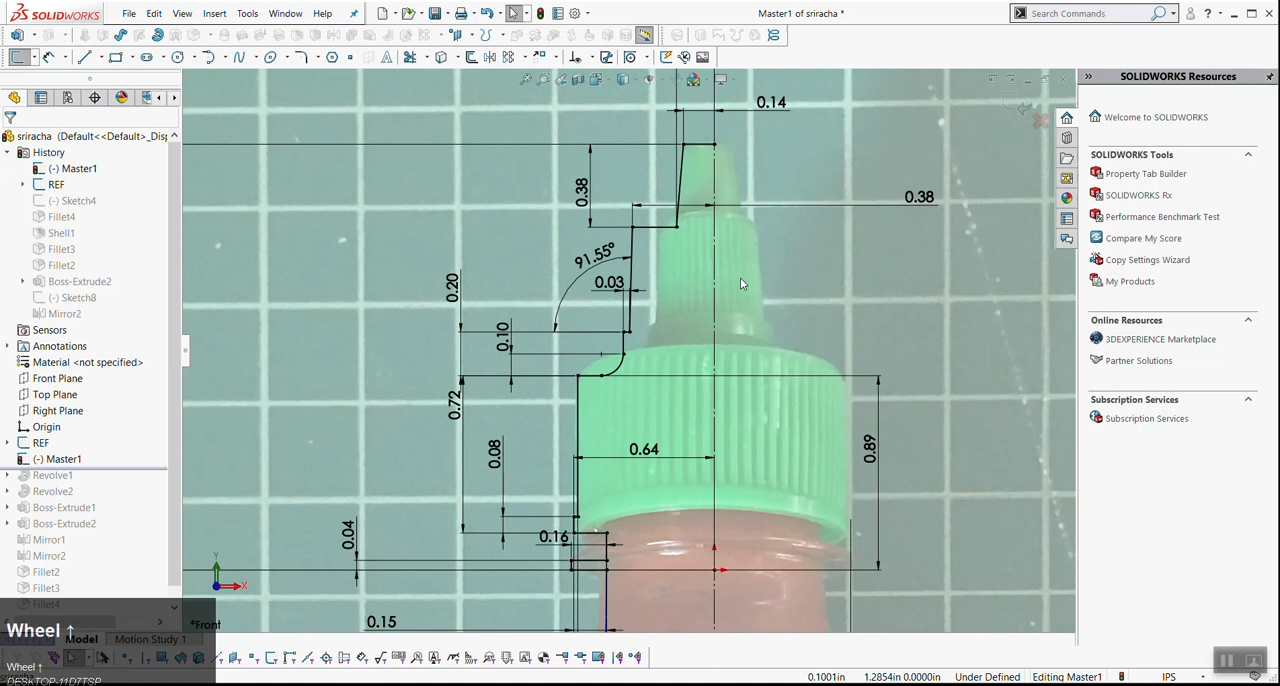 SOLIDWORKS
File Edit View Insert Tools Window Help
Master1 of sriracha *
Search Commands
SOLIDWORKS Resources
sriracha (Default<<Default>_Disp
History
(-) Master1
REF
(-) Sketch4
Fillet4
Shell1
Fillet3
Fillet2
Boss-Extrude2
(-) Sketch8
Mirror2
Sensors
Annotations
Material <not specified>
Front Plane
Top Plane
Right Plane
Origin
REF
(-) Master1
Revolve1
Revolve2
Boss-Extrude1
Boss-Extrude2
Mirror1
Mirror2
Fillet2
Fillet3
Fillet4
0.14
0.38
0.38
91.55°
0.20
0.03
0.10
0.72
0.64
0.89
0.08
0.16
0.04
0.15
Welcome to SOLIDWORKS
SOLIDWORKS Tools
Property Tab Builder
SOLIDWORKS Rx
Performance Benchmark Test
Compare My Score
Copy Settings Wizard
My Products
Online Resources
3DEXPERIENCE Marketplace
Partner Solutions
Subscription Services
Subscription Services
Y
X
*Front
Wheel ↑
Wheel ↑
DESKTOP-11D7TSP
Model Motion Study 1
0.1001in 1.2854in 0.0000in Under Defined Editing Master1 IPS